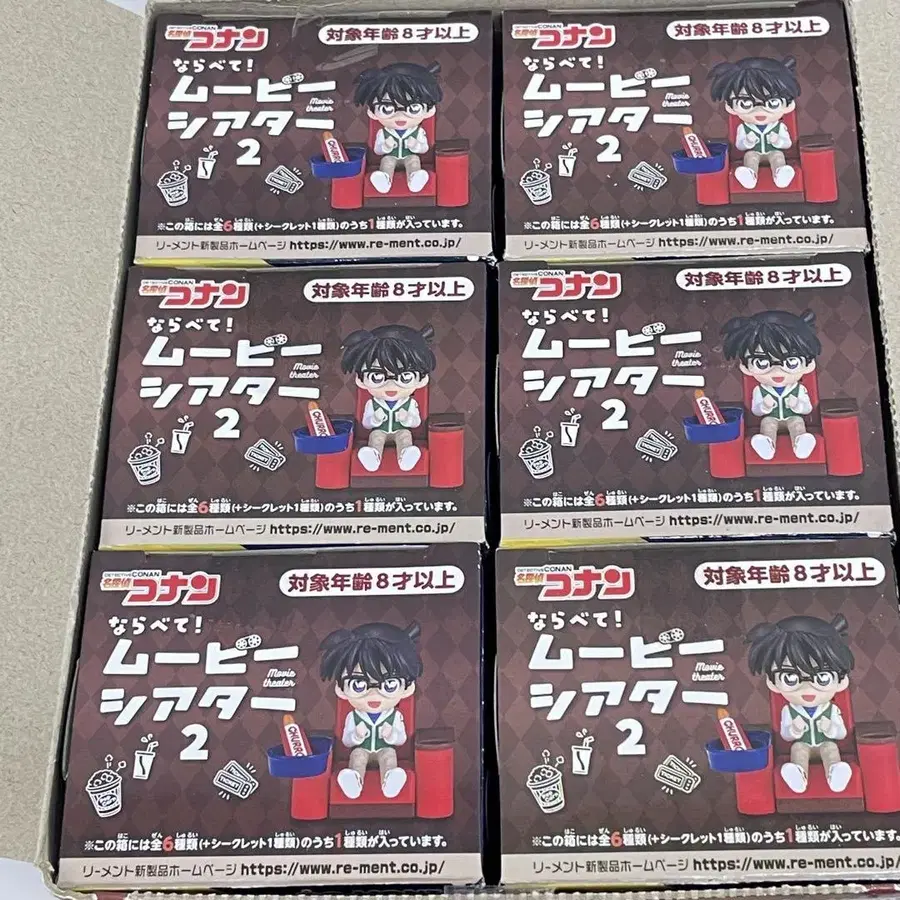 DETECTIVE CONAN
名探偵コナン
対象年齢8才以上
ならべて!
ムービー
シアター
Movie theater
2
CHURRO
TICKET
※この箱には全6種類(+シークレット1種類)のうち1種類が入っています。
リーメント新製品ホームページ https://www.re-ment.co.jp/
DETECTIVE CONAN
名探偵コナン
対象年齢8才以上
ならべて!
ムービー
シアター
Movie theater
2
CHURRO
TICKET
※この箱には全6種類(+シークレット1種類)のうち1種類が入っています。
リーメント新製品ホームページ https://www.re-ment.co.jp/
DETECTIVE CONAN
名探偵コナン
対象年齢8才以上
ならべて!
ムービー
シアター
Movie theater
2
CHURRO
TICKET
※この箱には全6種類(+シークレット1種類)のうち1種類が入っています。
リーメント新製品ホームページ https://www.re-ment.co.jp/
DETECTIVE CONAN
名探偵コナン
対象年齢8才以上
ならべて!
ムービー
シアター
Movie theater
2
CHURRO
TICKET
※この箱には全6種類(+シークレット1種類)のうち1種類が入っています。
リーメント新製品ホームページ https://www.re-ment.co.jp/
DETECTIVE CONAN
名探偵コナン
対象年齢8才以上
ならべて!
ムービー
シアター
Movie theater
2
CHURRO
TICKET
※この箱には全6種類(+シークレット1種類)のうち1種類が入っています。
リーメント新製品ホームページ https://www.re-ment.co.jp/
DETECTIVE CONAN
名探偵コナン
対象年齢8才以上
ならべて!
ムービー
シアター
Movie theater
2
CHURRO
TICKET
※この箱には全6種類(+シークレット1種類)のうち1種類が入っています。
リーメント新製品ホームページ https://www.re-ment.co.jp/